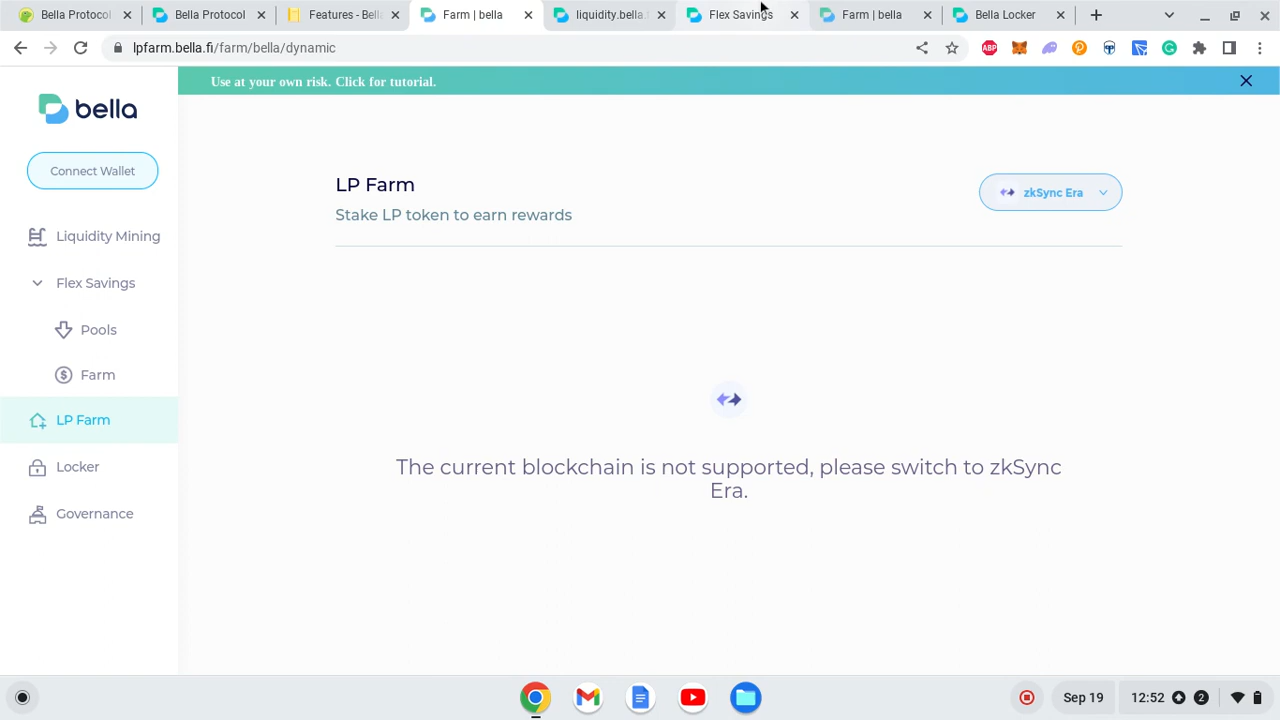 Bella Protocol
Bella Protocol
Features - Bella
Farm | bella
liquidity.bella.f
Flex Savings
Farm | bella
Bella Locker
lpfarm.bella.fi/farm/bella/dynamic
ABP
Use at your own risk. Click for tutorial.
bella
Connect Wallet
LP Farm
zkSync Era
Stake LP token to earn rewards
Liquidity Mining
Flex Savings
Pools
Farm
LP Farm
Locker
Governance
The current blockchain is not supported, please switch to zkSync
Era.
Sep 19
12:52
2